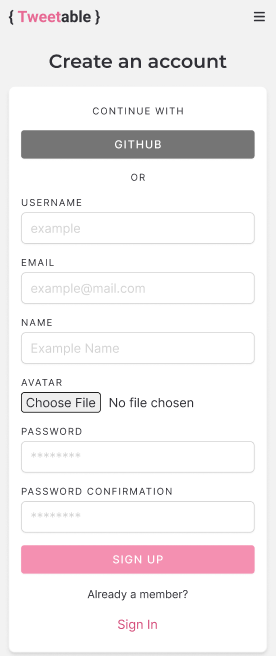 { Tweetable }
Create an account
CONTINUE WITH
GITHUB
OR
USERNAME
example
EMAIL
example@mail.com
NAME
Example Name
AVATAR
Choose File No file chosen
PASSWORD
********
PASSWORD CONFIRMATION
********
SIGN UP
Already a member?
Sign In